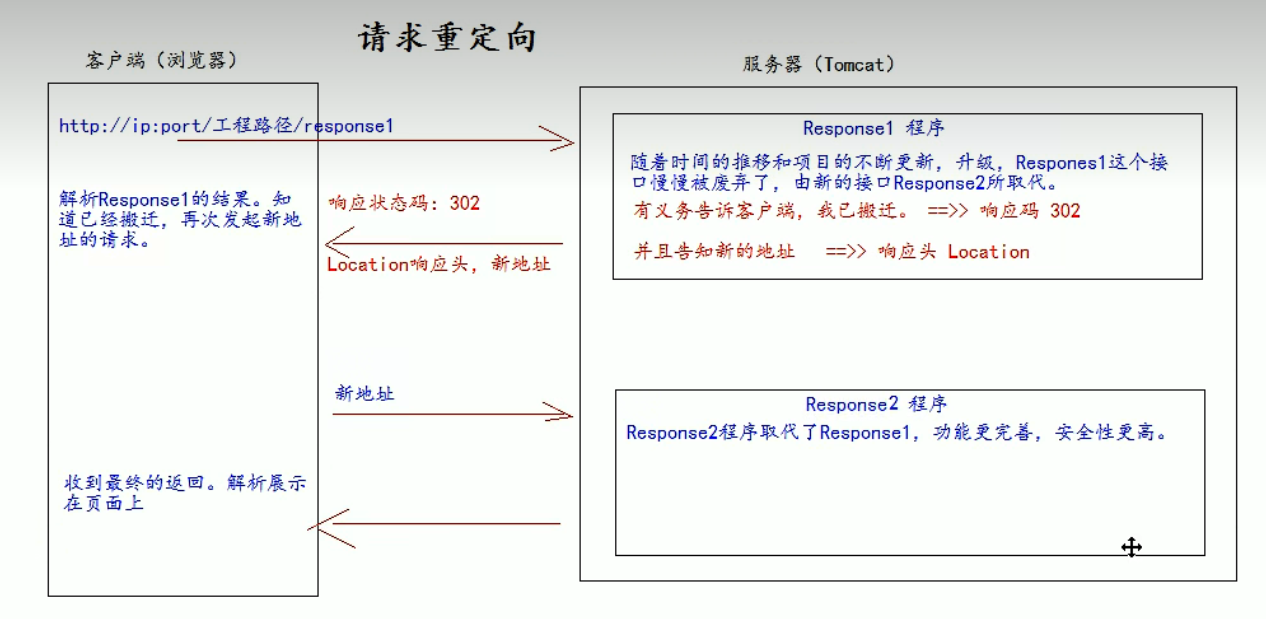 请求重定向
客户端（浏览器）
服务器（Tomcat）
http://ip:port/工程路径/response1
Response1 程序
随着时间的推移和项目的不断更新，升级，Respones1这个接
口慢慢被废弃了，由新的接口Response2所取代。
有义务告诉客户端，我已搬迁。 ==>> 响应码 302
并且告知新的地址 ==>> 响应头 Location
解析Response1的结果。知
道已经搬迁，再次发起新地
址的请求。
响应状态码：302
Location响应头，新地址
新地址
Response2 程序
Response2程序取代了Response1，功能更完善，安全性更高。
收到最终的返回。解析展示
在页面上